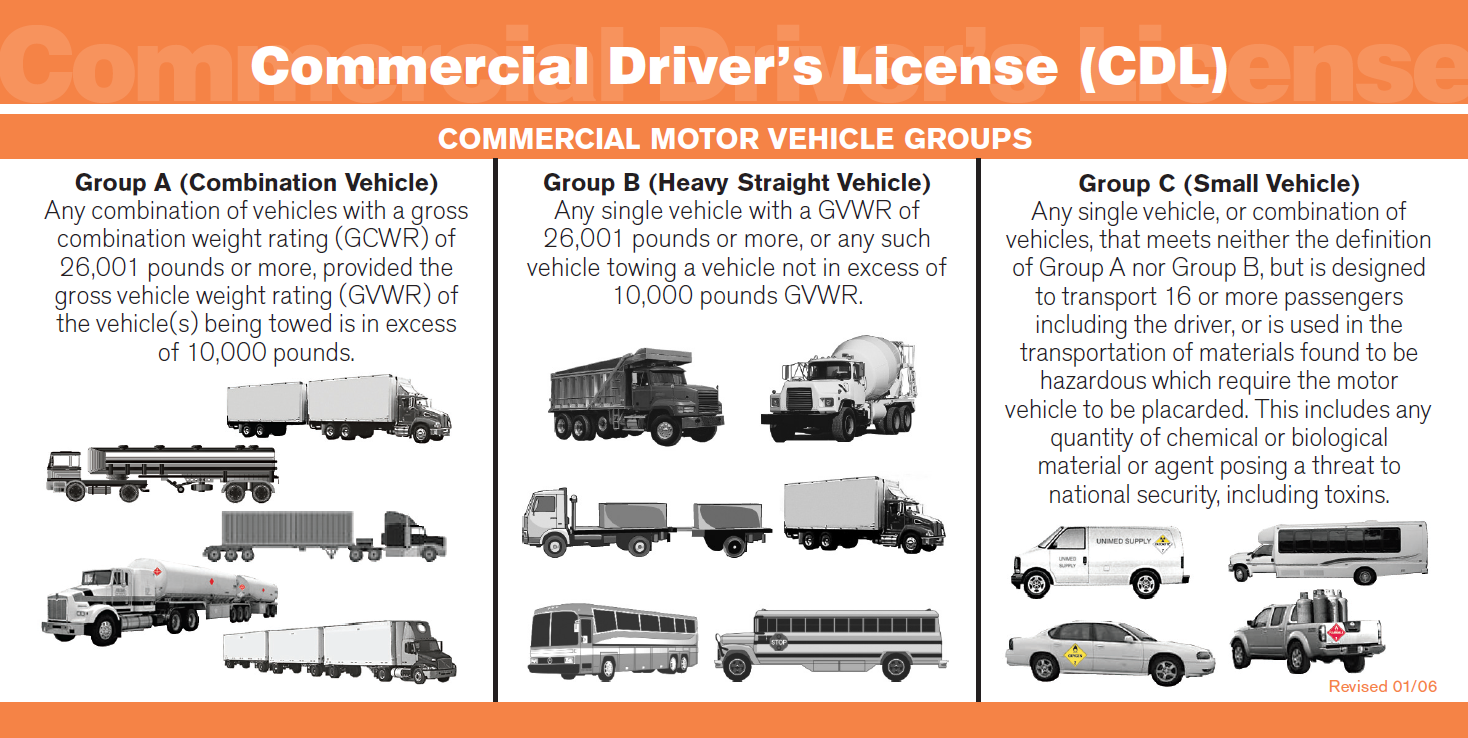 Commercial Driver's License (CDL)
COMMERCIAL MOTOR VEHICLE GROUPS
Group A (Combination Vehicle)
Any combination of vehicles with a gross
combination weight rating (GCWR) of
26,001 pounds or more, provided the
gross vehicle weight rating (GVWR) of
the vehicle(s) being towed is in excess
of 10,000 pounds.
Group B (Heavy Straight Vehicle)
Any single vehicle with a GVWR of
26,001 pounds or more, or any such
vehicle towing a vehicle not in excess of
10,000 pounds GVWR.
STOP
Group C (Small Vehicle)
Any single vehicle, or combination of
vehicles, that meets neither the definition
of Group A nor Group B, but is designed
to transport 16 or more passengers
including the driver, or is used in the
transportation of materials found to be
hazardous which require the motor
vehicle to be placarded. This includes any
quantity of chemical or biological
material or agent posing a threat to
national security, including toxins.
UNIMED SUPPLY
UNIMED
SUPPLY
OXYGEN
Revised 01/06